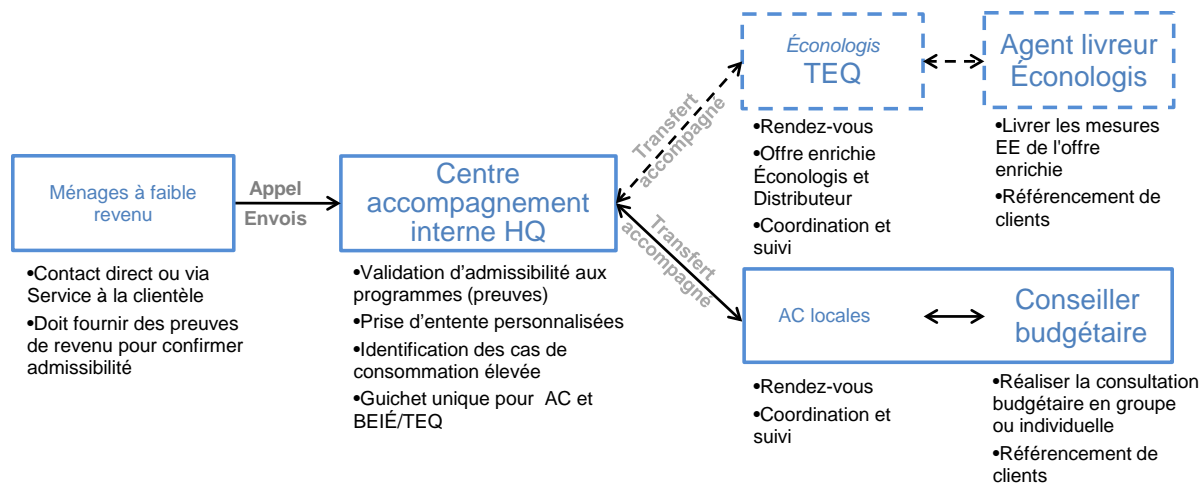 Ménages à faible
revenu
•Contact direct ou via
Service à la clientèle
•Doit fournir des preuves
de revenu pour confirmer
admissibilité
Appel
Envois
Centre
accompagnement
interne HQ
•Validation d’admissibilité aux
programmes (preuves)
•Prise d’entente personnalisées
•Identification des cas de
consommation élevée
•Guichet unique pour AC et
BEIÉ/TEQ
Transfert
accompagné
Transfert
accompagné
Éconologis
TEQ
•Rendez-vous
•Offre enrichie
Éconologis et
Distributeur
•Coordination et
suivi
Agent livreur
Éconologis
•Livrer les mesures
EE de l'offre
enrichie
•Référencement de
clients
AC locales
•Rendez-vous
•Coordination et
suivi
Conseiller
budgétaire
•Réaliser la consultation
budgétaire en groupe
ou individuelle
•Référencement de
clients